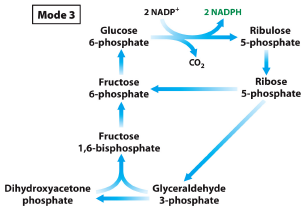 Mode 3
2 NADP⁺
2 NADPH
Glucose
6-phosphate
Ribulose
5-phosphate
CO₂
Fructose
6-phosphate
Ribose
5-phosphate
Fructose
1,6-bisphosphate
Dihydroxyacetone
phosphate
Glyceraldehyde
3-phosphate